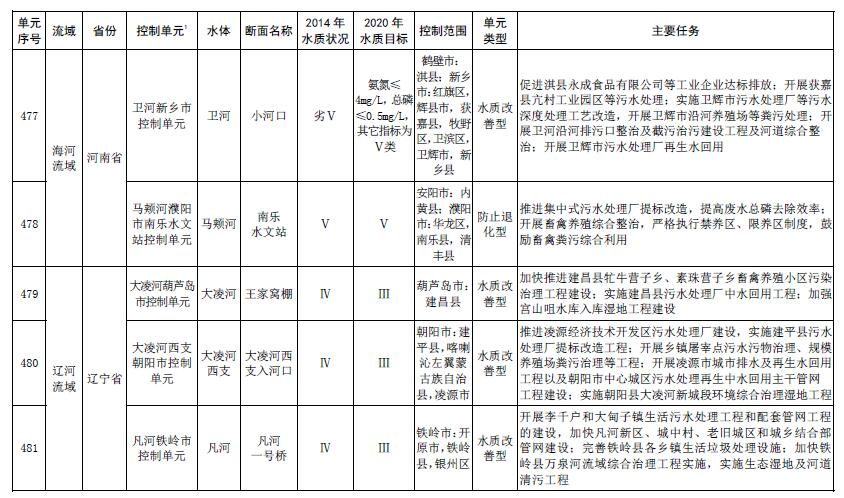 单元序号 流域 省份 控制单元¹ 水体 断面名称 2014 年水质状况 2020 年水质目标 控制范围 单元类型 主要任务
477
海河流域
河南省
卫河新乡市
控制单元
卫河
小河口
劣Ⅴ
氨氮≤
4mg/L，总磷
≤0.5mg/L，
其它指标为
Ⅴ类
鹤壁市：
淇县；新乡
市：红旗区，
辉县市，获
嘉县，牧野
区，卫滨区，
卫辉市，新
乡县
水质改
善型
促进淇县永成食品有限公司等工业企业达标排放；开展获嘉
县亢村工业园区等污水处理；实施卫辉市污水处理厂等污水
深度处理工艺改造，开展卫辉市沿河养殖场等粪污处理；开
展卫河沿河排污口整治及截污治污建设工程及河道综合整
治；开展卫辉市污水处理厂再生水回用
478
马颊河濮阳
市南乐水文
站控制单元
马颊河
南乐
水文站
Ⅴ
Ⅴ
安阳市：内
黄县；濮阳
市：华龙区，
南乐县，清
丰县
防止退
化型
推进集中式污水处理厂提标改造，提高废水总磷去除效率；
开展畜禽养殖综合整治，严格执行禁养区、限养区制度，鼓
励畜禽粪污综合利用
479
辽河流域
辽宁省
大凌河葫芦岛
市控制单元
大凌河
王家窝棚
Ⅳ
Ⅲ
葫芦岛市：
建昌县
水质改
善型
加快推进建昌县牤牛营子乡、素珠营子乡畜禽养殖小区污染
治理工程建设；实施建昌县污水处理厂中水回用工程；加强
宫山咀水库入库湿地工程建设
480
大凌河西支
朝阳市控制
单元
大凌河
西支
大凌河西
支入河口
Ⅳ
Ⅲ
朝阳市：建
平县，喀喇
沁左翼蒙
古族自治
县，凌源市
水质改
善型
推进凌源经济技术开发区污水处理厂建设，实施建平县污水
处理厂提标改造工程；开展乡镇屠宰点污水污物治理、规模
养殖场粪污治理等工程；开展凌源市城市排水及再生水回用
工程以及朝阳市中心城区污水处理再生中水回用主干管网
工程建设；实施朝阳县大凌河新城段环境综合治理湿地工程
481
凡河铁岭市
控制单元
凡河
凡河
一号桥
Ⅳ
Ⅲ
铁岭市：开
原市，铁岭
县，银州区
水质改
善型
开展李千户和大甸子镇生活污水处理工程和配套管网工程
的建设，加快凡河新区、城中村、老旧城区和城乡结合部
管网建设；完善铁岭县各乡镇生活垃圾处理设施；加快铁
岭县万泉河流域综合治理工程实施，实施生态湿地及河道
清污工程